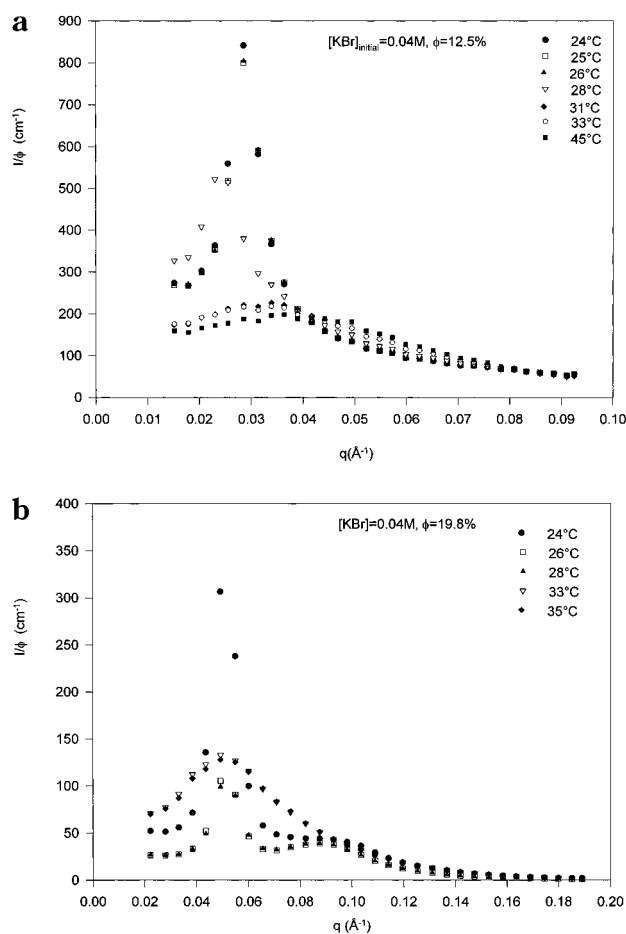 a
[KBr]initial=0.04M, ϕ=12.5%
24°C
25°C
26°C
28°C
31°C
33°C
45°C
I/ϕ (cm⁻¹)
900
800
700
600
500
400
300
200
100
0
0.00 0.01 0.02 0.03 0.04 0.05 0.06 0.07 0.08 0.09 0.10
q(Å⁻¹)
b
[KBr]=0.04M, ϕ=19.8%
24°C
26°C
28°C
33°C
35°C
I/ϕ (cm⁻¹)
400
350
300
250
200
150
100
50
0
0.00 0.02 0.04 0.06 0.08 0.10 0.12 0.14 0.16 0.18 0.20
q (Å⁻¹)